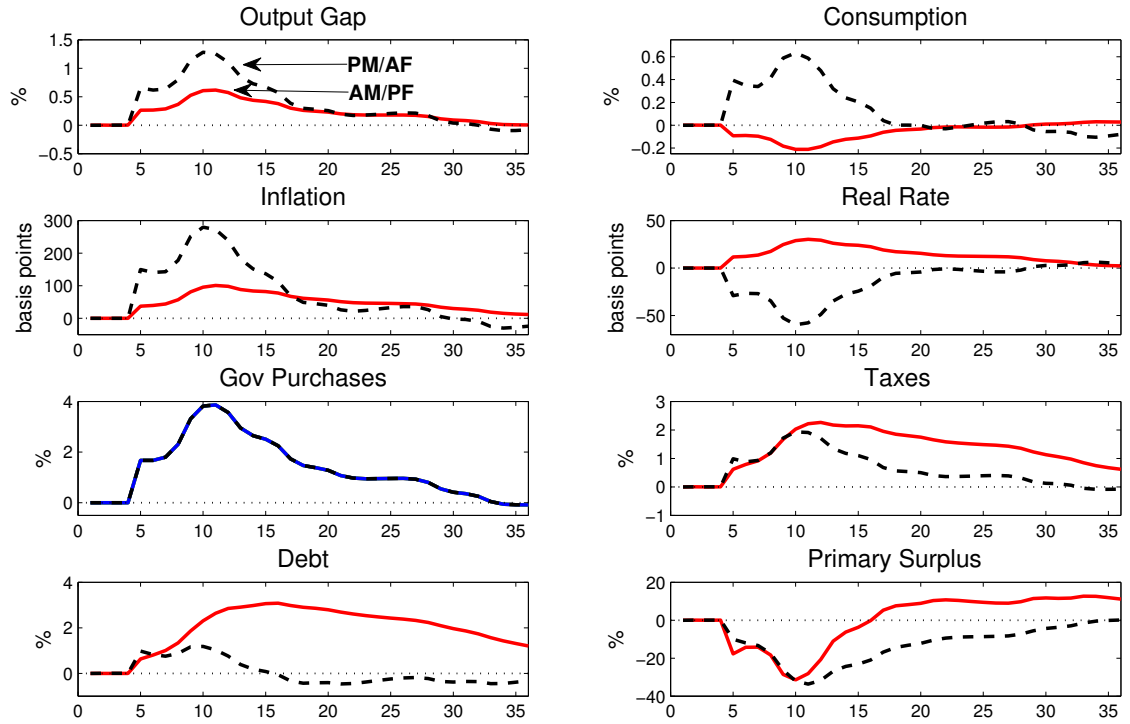 Output Gap
%
1.5
1
0.5
0
−0.5
PM/AF
AM/PF
0 5 10 15 20 25 30 35
Consumption
%
0.6
0.4
0.2
0
−0.2
0 5 10 15 20 25 30 35
Inflation
basis points
300
200
100
0
0 5 10 15 20 25 30 35
Real Rate
basis points
50
0
−50
0 5 10 15 20 25 30 35
Gov Purchases
%
4
2
0
0 5 10 15 20 25 30 35
Taxes
%
3
2
1
0
−1
0 5 10 15 20 25 30 35
Debt
%
4
2
0
0 5 10 15 20 25 30 35
Primary Surplus
%
20
0
−20
−40
0 5 10 15 20 25 30 35